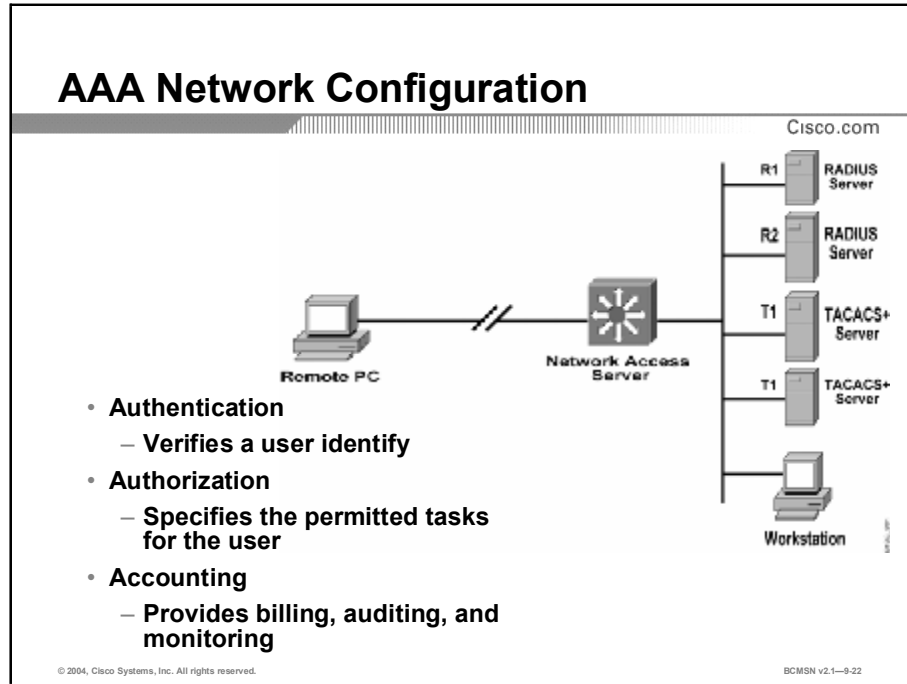 AAA Network Configuration
Cisco.com
R1
RADIUS
Server
R2
RADIUS
Server
T1
TACACS+
Server
T1
TACACS+
Server
Remote PC
Network Access
Server
Workstation
• Authentication
– Verifies a user identify
• Authorization
– Specifies the permitted tasks
for the user
• Accounting
– Provides billing, auditing, and
monitoring
© 2004, Cisco Systems, Inc. All rights reserved.
BCMSN v2.1—9-22